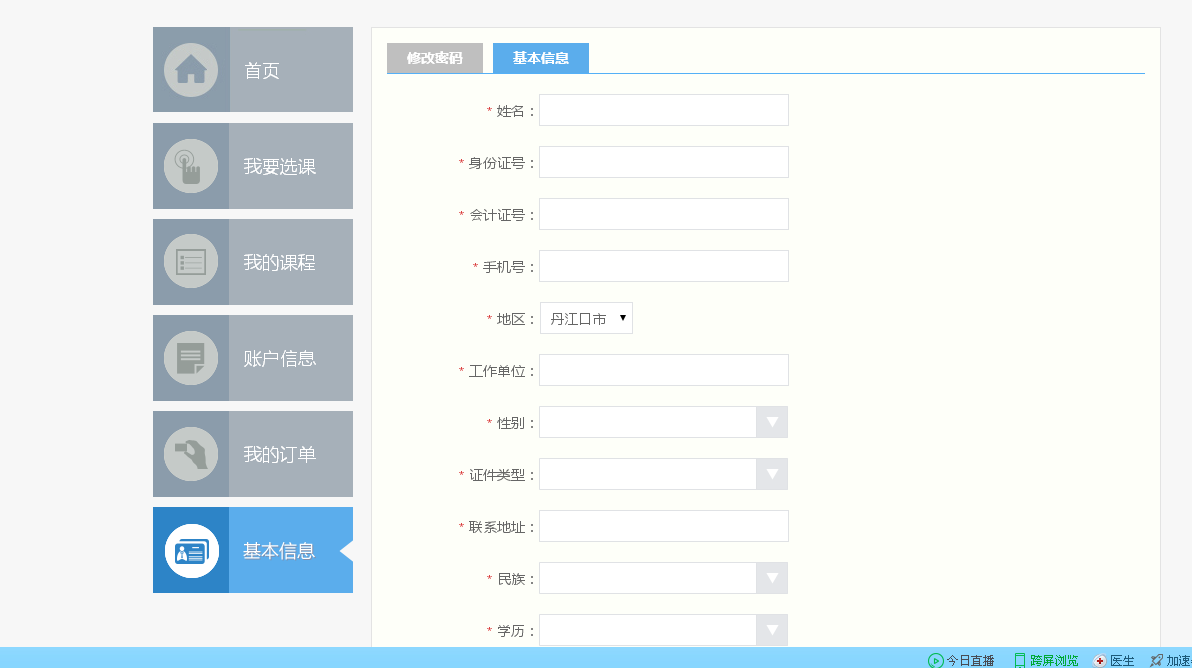 首页
我要选课
我的课程
账户信息
我的订单
基本信息
修改密码 基本信息
* 姓名：
* 身份证号：
* 会计证号：
* 手机号：
* 地区： 丹江口市
* 工作单位：
* 性别：
* 证件类型：
* 联系地址：
* 民族：
* 学历：
今日直播 跨屏浏览 医生 加速